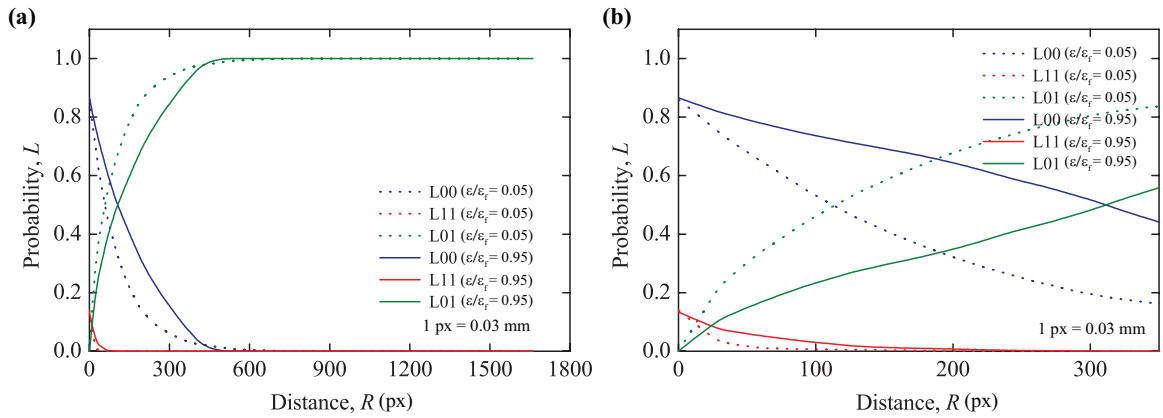 (a)
0 300 600 900 1200 1500 1800
0.0
0.2
0.4
0.6
0.8
1.0
Probability, L
Distance, R (px)
L00 (ε/εf = 0.05)
L11 (ε/εf = 0.05)
L01 (ε/εf = 0.05)
L00 (ε/εf = 0.95)
L11 (ε/εf = 0.95)
L01 (ε/εf = 0.95)
1 px = 0.03 mm
(b)
0 100 200 300
0.0
0.2
0.4
0.6
0.8
1.0
Probability, L
Distance, R (px)
L00 (ε/εf = 0.05)
L11 (ε/εf = 0.05)
L01 (ε/εf = 0.05)
L00 (ε/εf = 0.95)
L11 (ε/εf = 0.95)
L01 (ε/εf = 0.95)
1 px = 0.03 mm